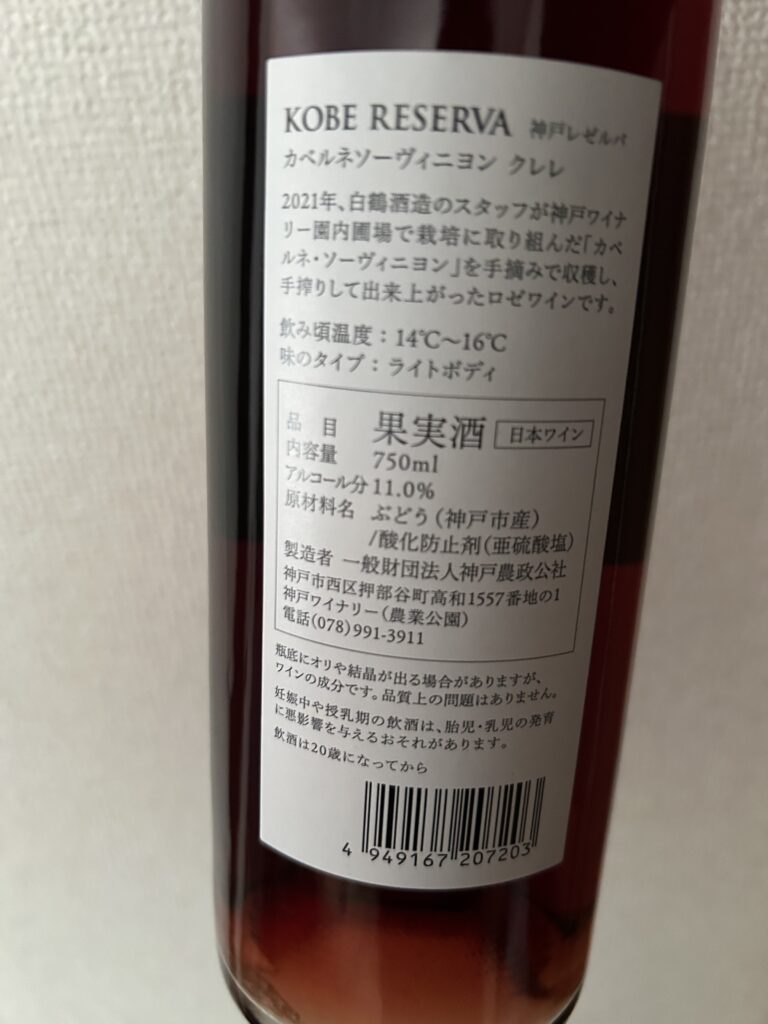 KOBE RESERVA 神戸レゼルバ
カベルネソーヴィニヨン クレレ
2021年、白鶴酒造のスタッフが神戸ワイナ
リー園内圃場で栽培に取り組んだ「カベ
ルネ・ソーヴィニヨン」を手摘みで収穫し、
手搾りして出来上がったロゼワインです。
飲み頃温度：14℃～16℃
味のタイプ：ライトボディ
品目 果実酒 日本ワイン
内容量 750ml
アルコール分 11.0%
原材料名 ぶどう（神戸市産）
/酸化防止剤（亜硫酸塩）
製造者 一般財団法人神戸農政公社
神戸市西区押部谷町高和1557番地の1
神戸ワイナリー（農業公園）
電話（078）991-3911
瓶底にオリや結晶が出る場合がありますが、
ワインの成分です。品質上の問題はありません。
妊娠中や授乳期の飲酒は、胎児・乳児の発育
に悪影響を与えるおそれがあります。
飲酒は20歳になってから
4 949167 207203